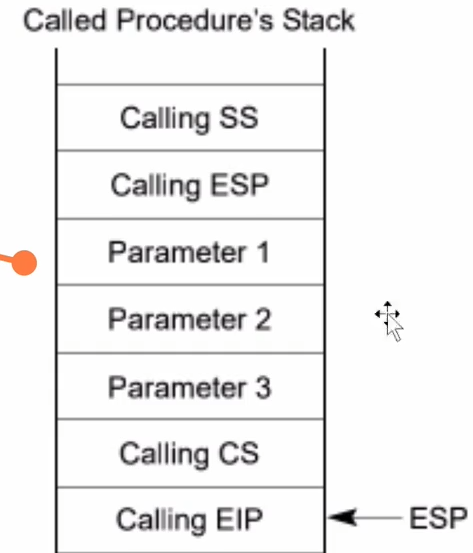 Called Procedure's Stack
Calling SS
Calling ESP
Parameter 1
Parameter 2
Parameter 3
Calling CS
Calling EIP
ESP